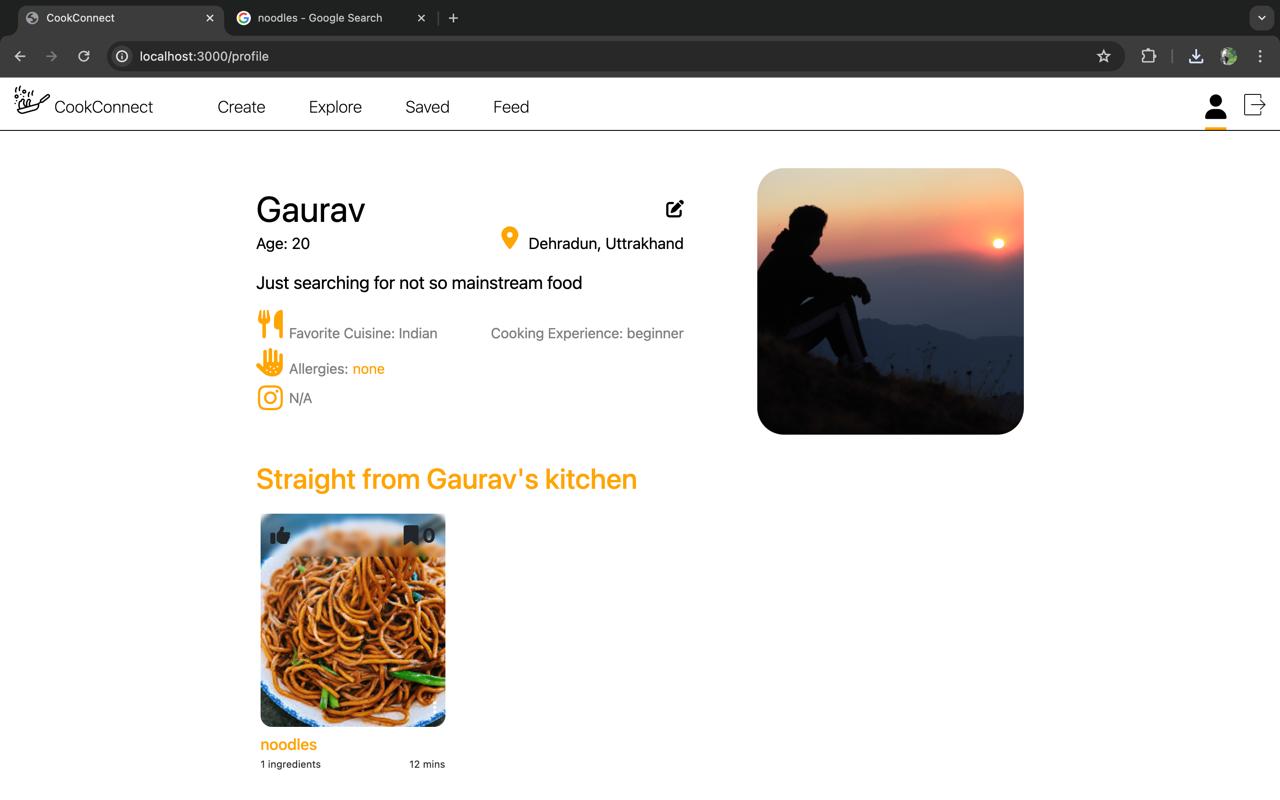 CookConnect
noodles - Google Search
localhost:3000/profile
CookConnect Create Explore Saved Feed
Gaurav
Age: 20 Dehradun, Uttrakhand
Just searching for not so mainstream food
Favorite Cuisine: Indian Cooking Experience: beginner
Allergies: none
N/A
Straight from Gaurav's kitchen
0
noodles
1 ingredients 12 mins